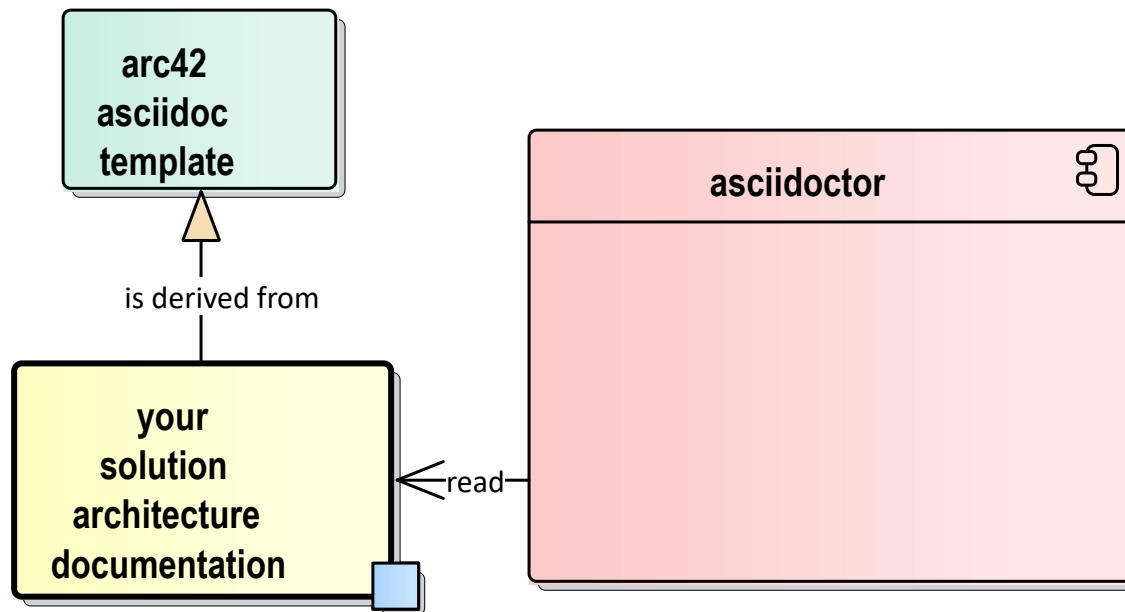 arc42
asciidoc
template
asciidoctor
is derived from
your
solution
architecture
documentation
read